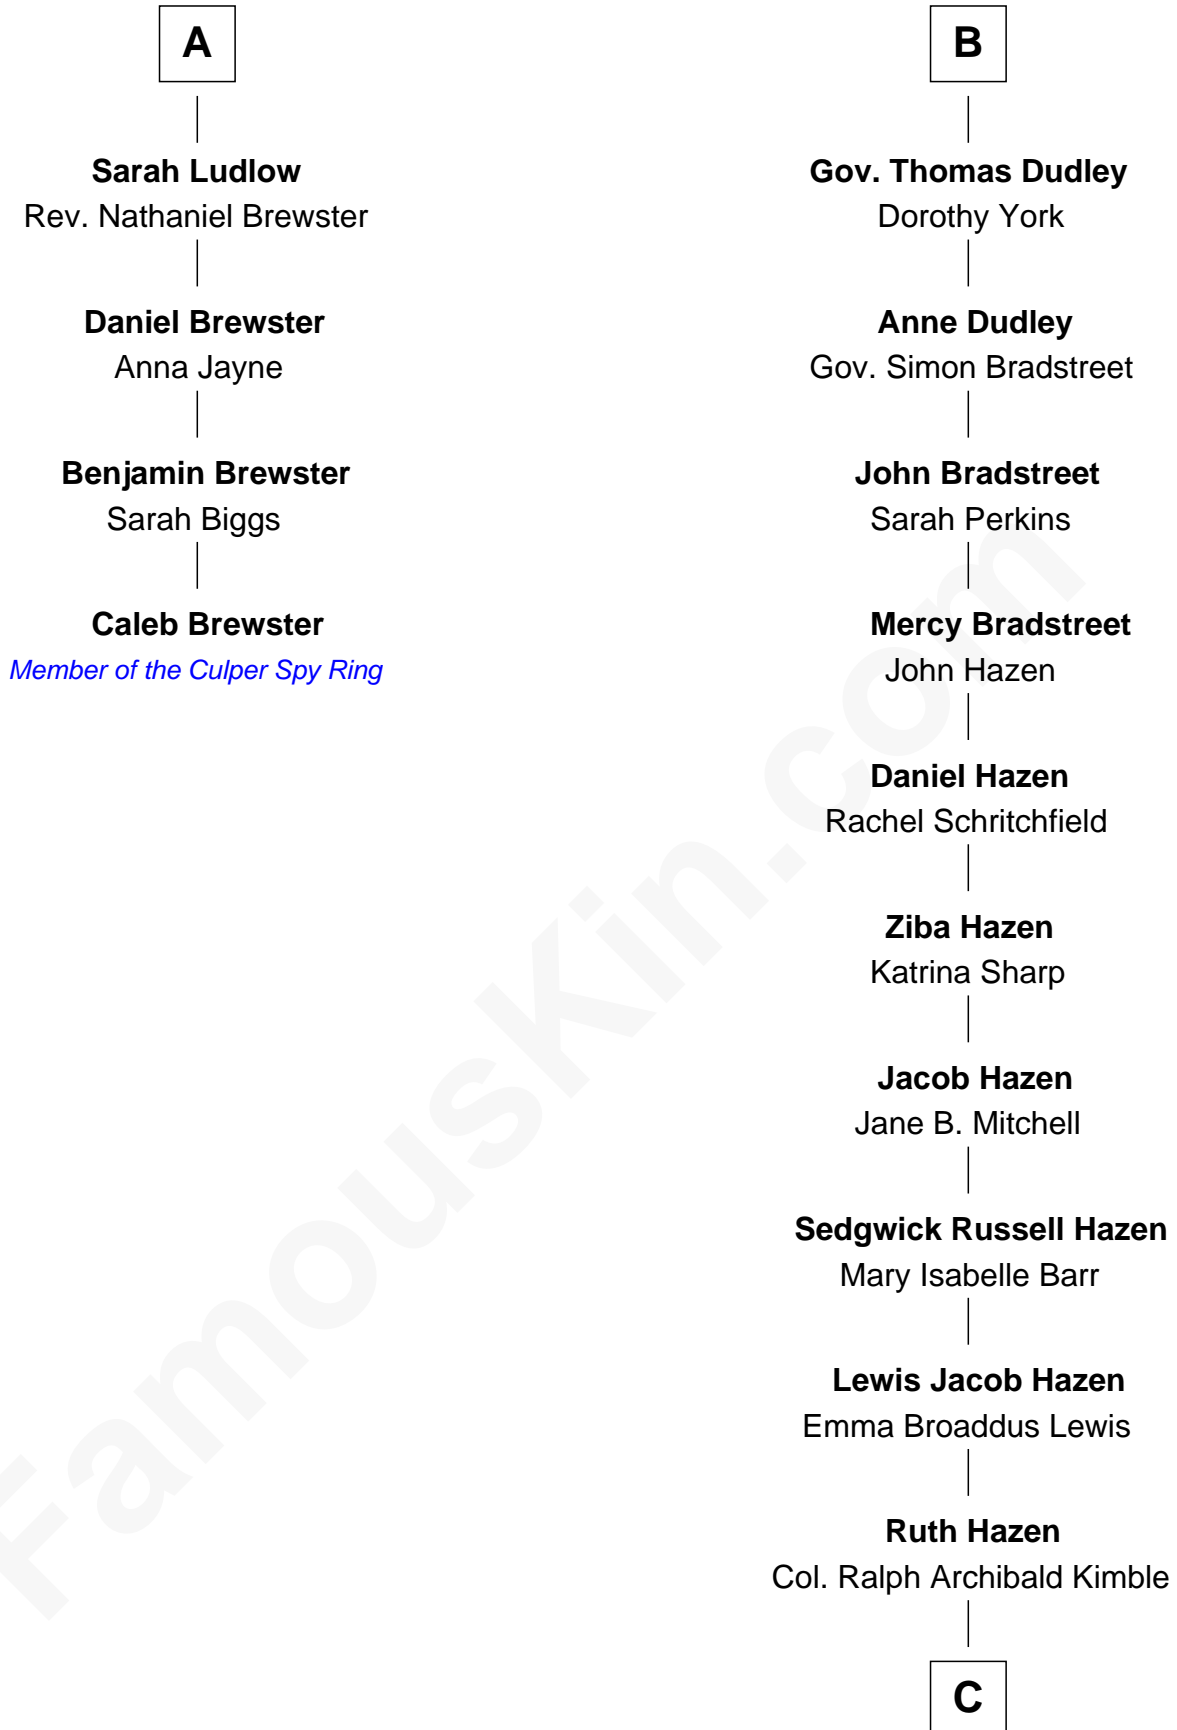 A
Sarah Ludlow
Rev. Nathaniel Brewster
Daniel Brewster
Anna Jayne
Benjamin Brewster
Sarah Biggs
Caleb Brewster
Member of the Culper Spy Ring
B
Gov. Thomas Dudley
Dorothy York
Anne Dudley
Gov. Simon Bradstreet
John Bradstreet
Sarah Perkins
Mercy Bradstreet
John Hazen
Daniel Hazen
Rachel Schritchfield
Ziba Hazen
Katrina Sharp
Jacob Hazen
Jane B. Mitchell
Sedgwick Russell Hazen
Mary Isabelle Barr
Lewis Jacob Hazen
Emma Broaddus Lewis
Ruth Hazen
Col. Ralph Archibald Kimble
C
FamousKin.com